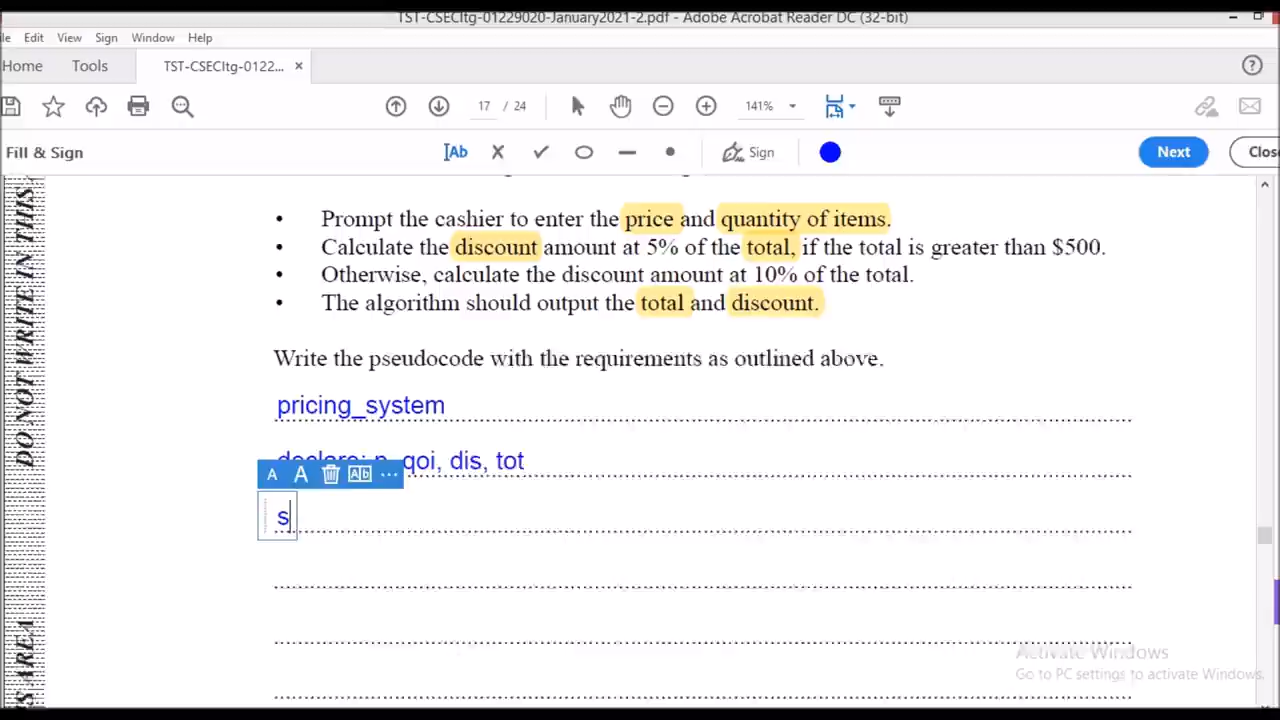 TST-CSECItg-01229020-January2021-2.pdf - Adobe Acrobat Reader DC (32-bit)
Edit View Sign Window Help
Home Tools TST-CSECItg-0122... ×
17 / 24 141%
Fill & Sign Ab Sign Next Clos
• Prompt the cashier to enter the price and quantity of items.
• Calculate the discount amount at 5% of the total, if the total is greater than $500.
• Otherwise, calculate the discount amount at 10% of the total.
• The algorithm should output the total and discount.
Write the pseudocode with the requirements as outlined above.
pricing_system
declare: p, qoi, dis, tot
A A Ab ...
s
DO NOT WRITE IN THIS
S AREA
Activate Windows
Go to PC settings to activate Windows.